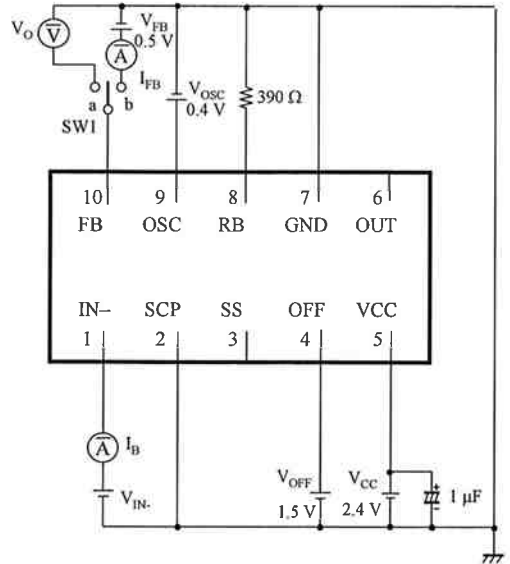 VO V VFB
0.5 V
A IFB
a b
SW1
VOSC
0.4 V
390 Ω
10 9 8 7 6
FB OSC RB GND OUT
IN– SCP SS OFF VCC
1 2 3 4 5
A IB
VIN-
VOFF
1.5 V
VCC
2.4 V
+
1 μF
-